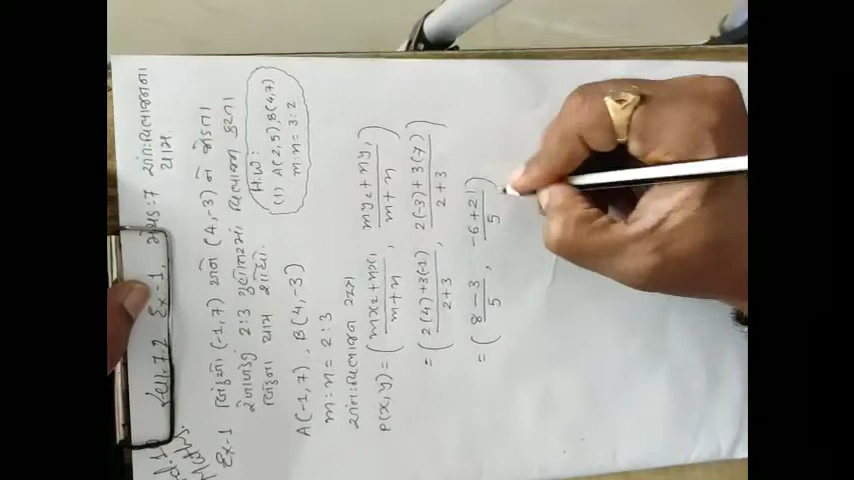 Maths
સ્વા. 7.2 Ex-1, મેથડ : 7 અંતઃવિભાજનના
યામ
Ex-1 બિંદુઓ (-1, 7) અને (4, -3) ને જોડતા
રેખાખંડનું 2:3 ગુણોત્તરમાં વિભાજન કરતા
બિંદુના યામ શોધો.
H.W:
(1) A(2,5), B(4,7)
m:n = 3:2
A(-1, 7), B(4, -3)
m:n = 2:3
અંતઃવિભાજન
P(x, y) = ( mx₂+nx₁ / m+n , my₂+ny₁ / m+n )
= ( 2(4)+3(-1) / 2+3 , 2(-3)+3(7) / 2+3 )
= ( 8-3 / 5 , -6+21 / 5 )